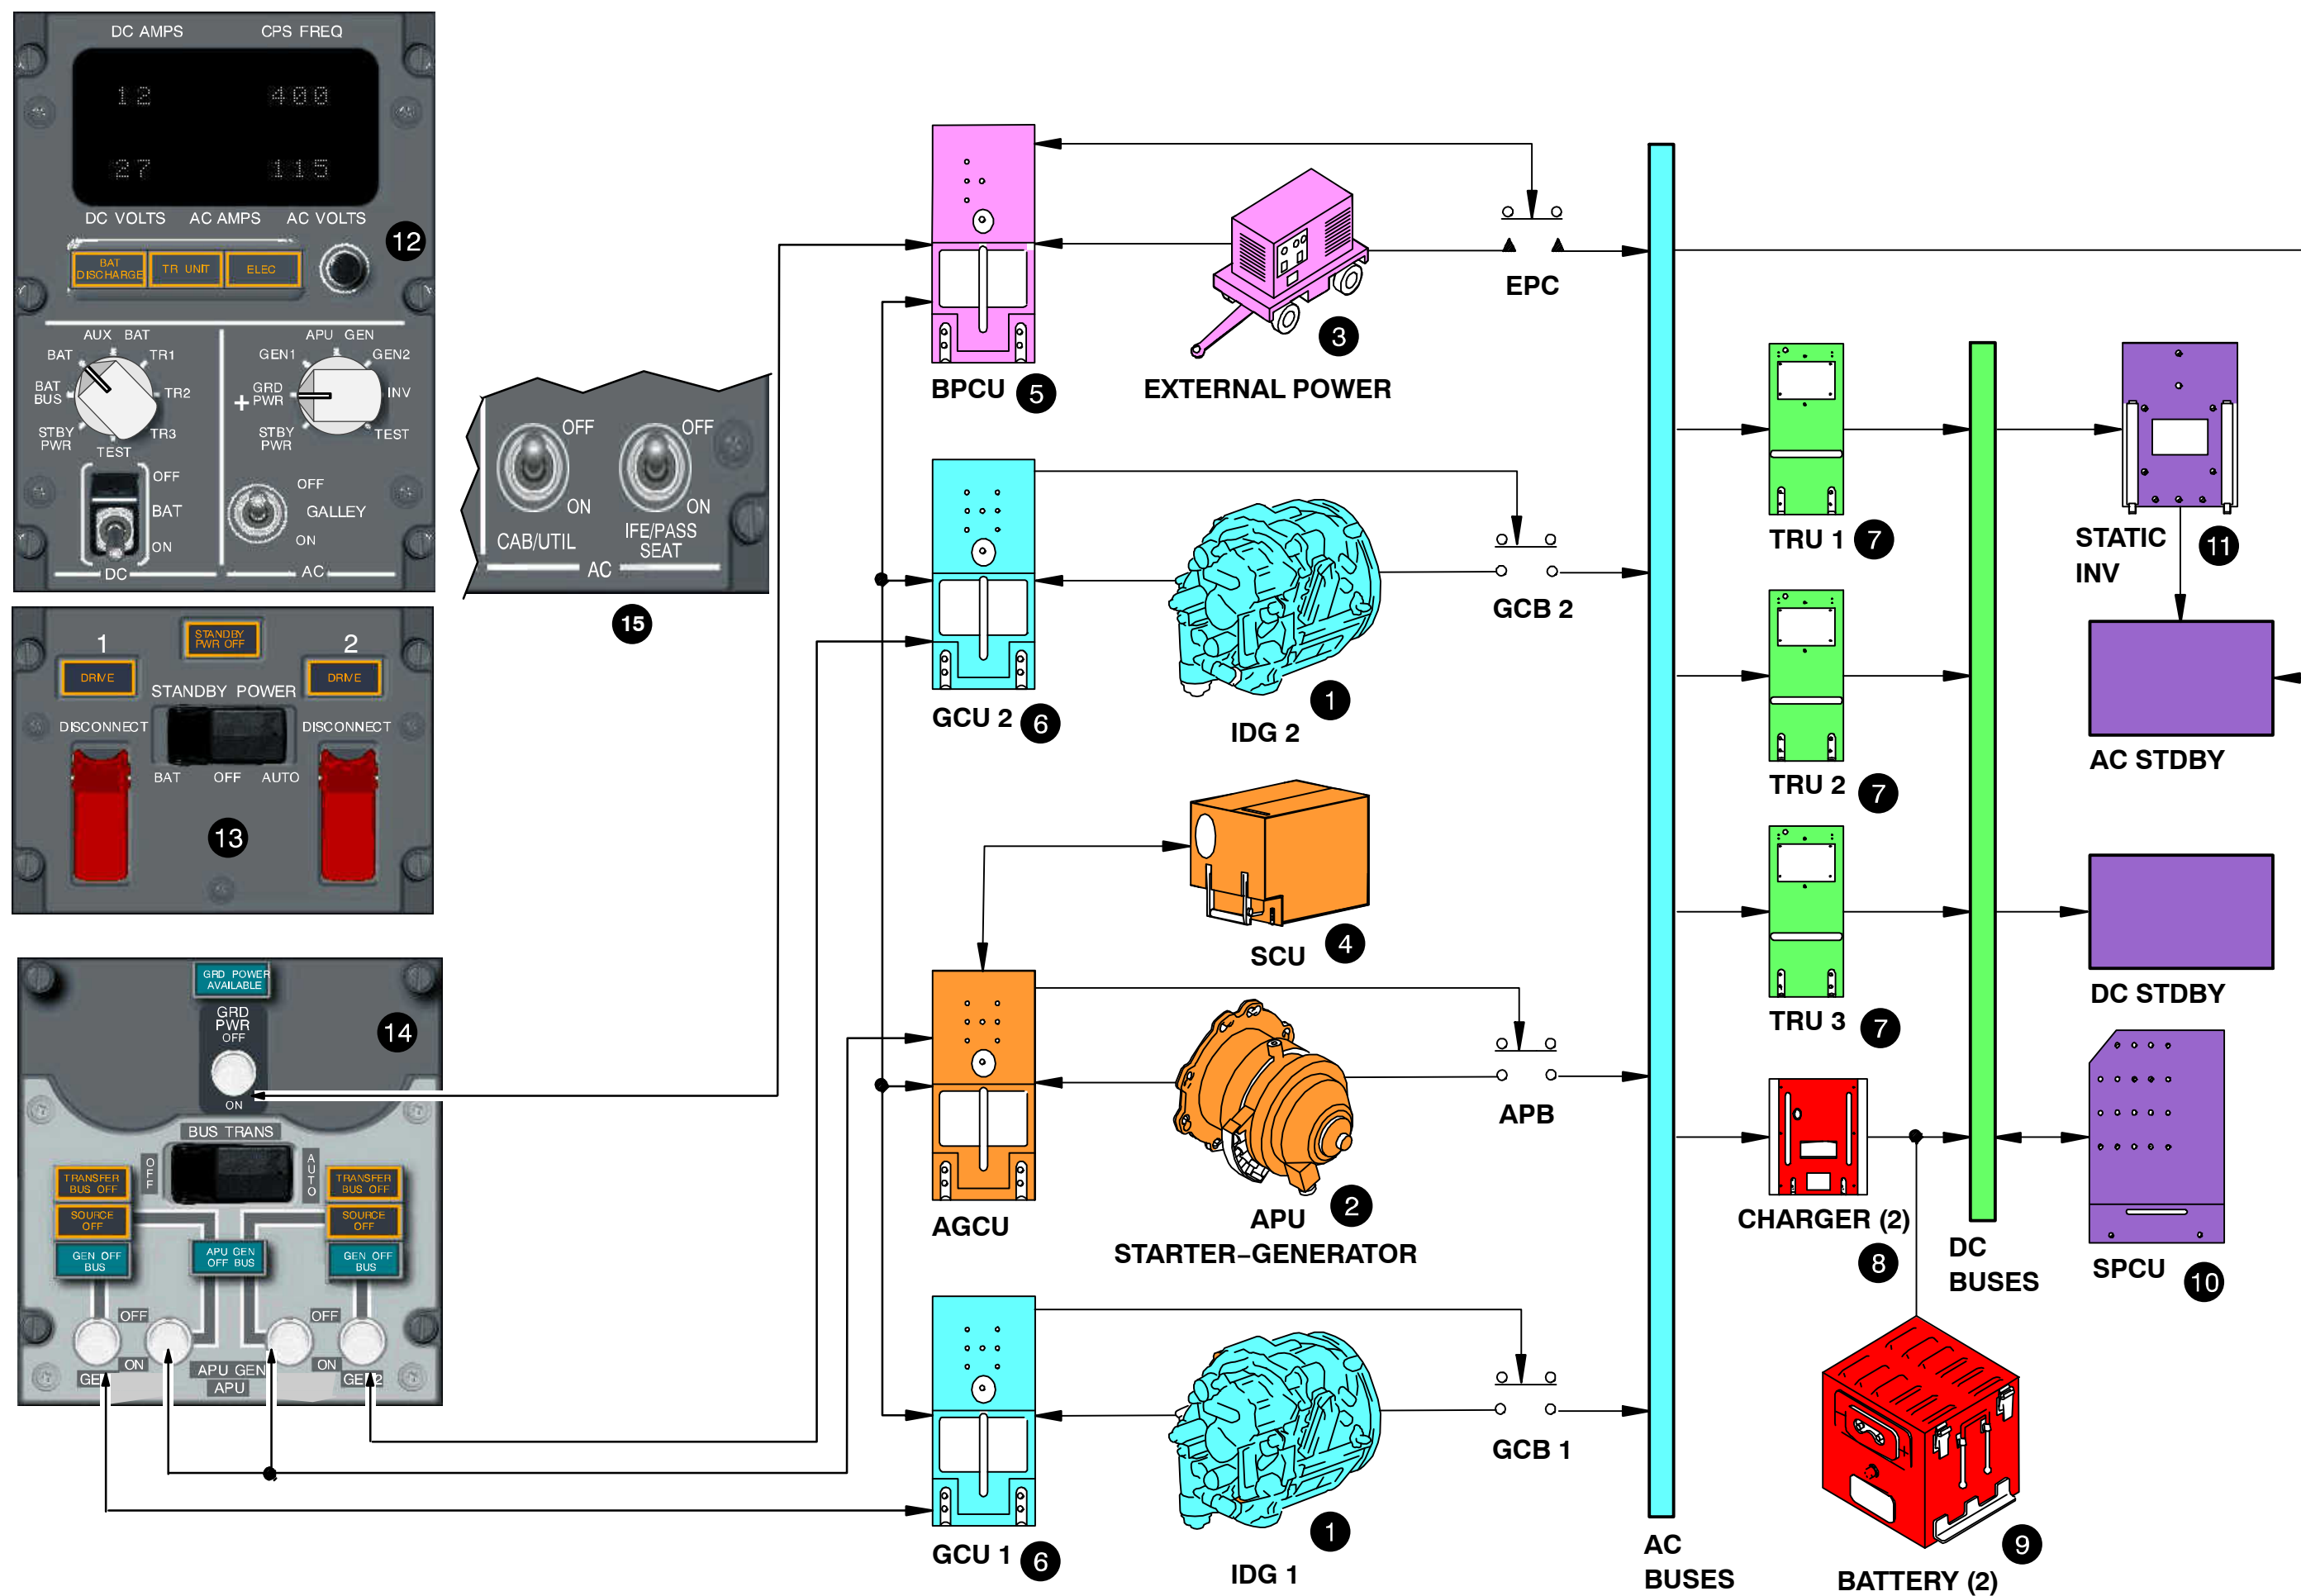 DC AMPS CPS FREQ
12 400
27 115
DC VOLTS AC AMPS AC VOLTS
12
BAT
DISCHARGE
TR UNIT
ELEC
AUX BAT
BAT
TR1
BAT
BUS
TR2
STBY
PWR
TR3
TEST
APU GEN
GEN1
GEN2
+ GRD
PWR
INV
STBY
PWR
TEST
OFF
BAT
ON
DC
OFF
GALLEY
ON
AC
OFF
ON
CAB/UTIL
OFF
ON
IFE/PASS
SEAT
AC
15
1
STANDBY
PWR OFF
2
DRIVE
DRIVE
STANDBY POWER
DISCONNECT
DISCONNECT
BAT OFF AUTO
13
GRD POWER
AVAILABLE
GRD
PWR
OFF
14
ON
BUS TRANS
OFF
AUTO
TRANSFER
BUS OFF
TRANSFER
BUS OFF
SOURCE
OFF
SOURCE
OFF
GEN OFF
BUS
APU GEN
OFF BUS
GEN OFF
BUS
OFF
OFF
ON
ON
APU GEN
APU
GE
GE 2
BPCU 5
3
EXTERNAL POWER
EPC
GCU 2 6
1
IDG 2
GCB 2
SCU 4
AGCU
APU 2
STARTER-GENERATOR
APB
GCU 1 6
1
IDG 1
GCB 1
AC
BUSES
TRU 1 7
TRU 2 7
TRU 3 7
CHARGER (2)
8
DC
BUSES
BATTERY (2)
9
STATIC
INV
11
AC STDBY
DC STDBY
SPCU 10